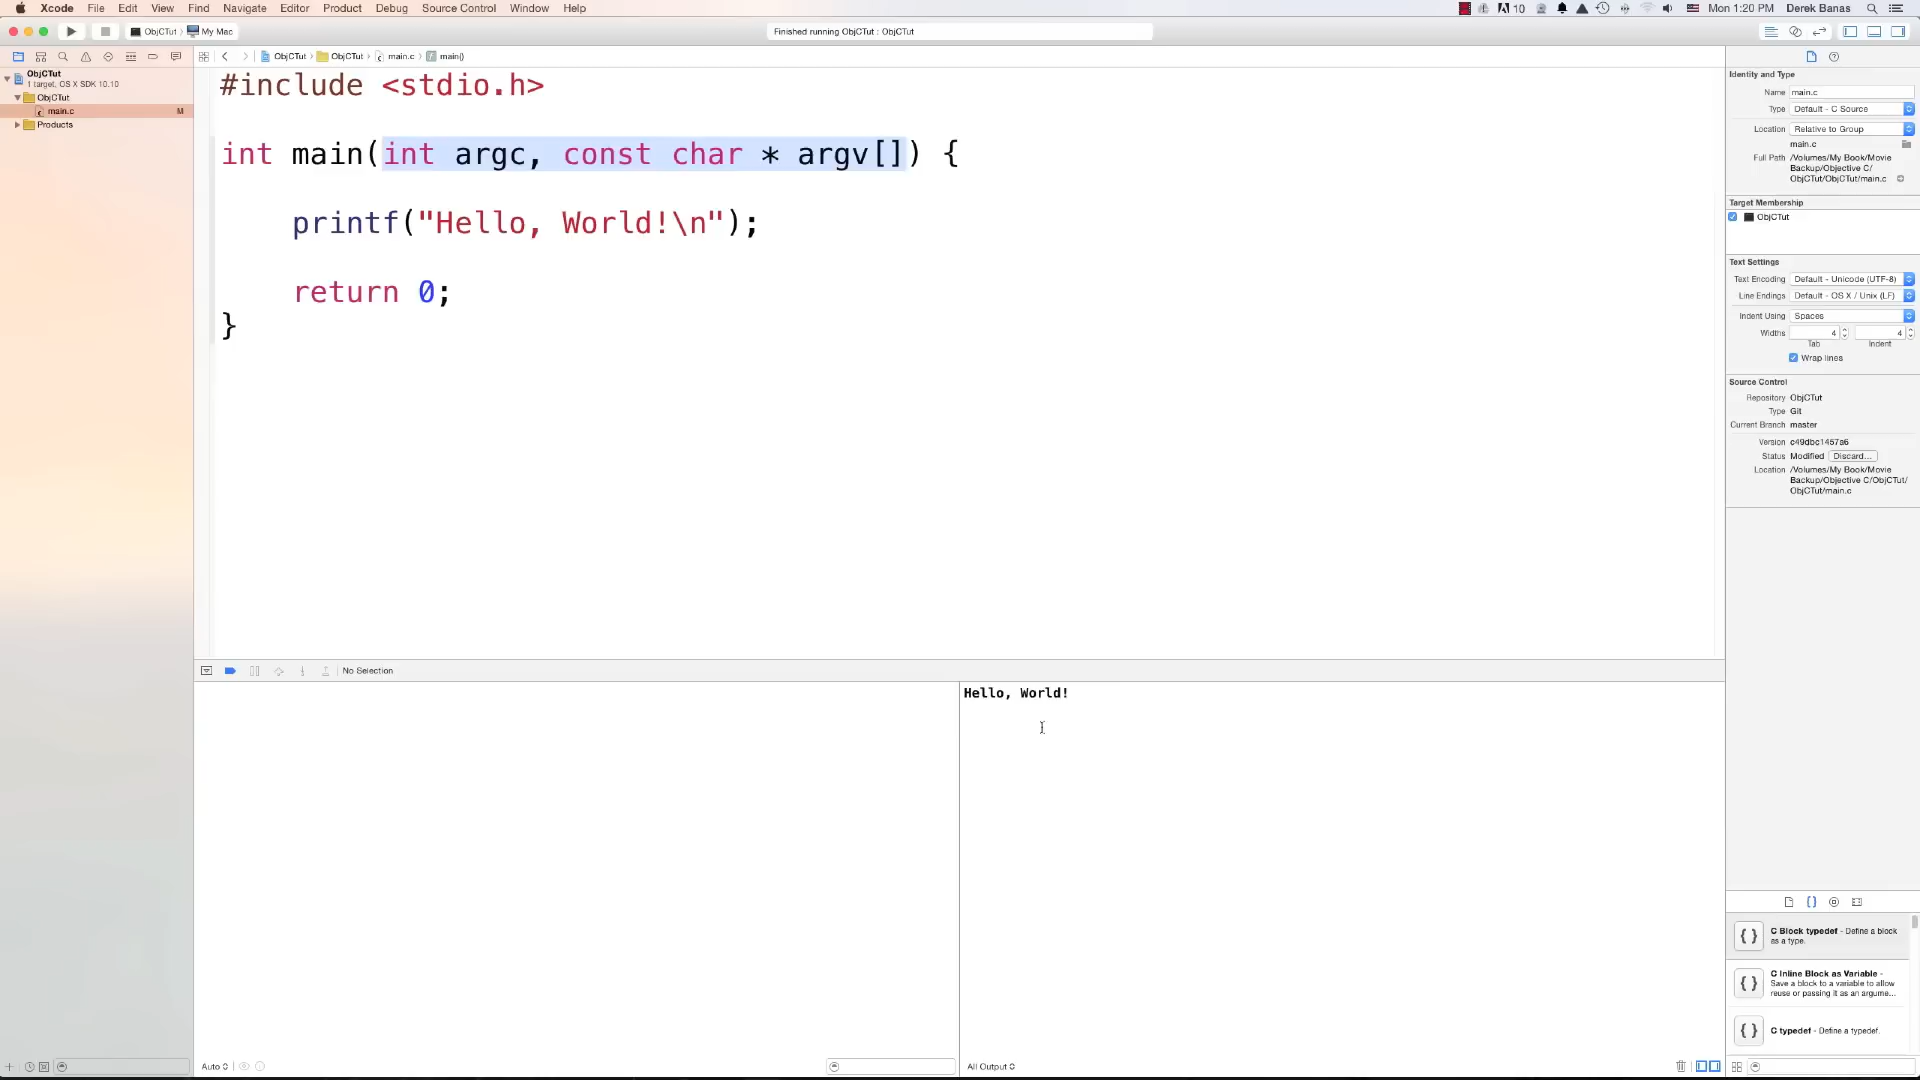 Xcode File Edit View Find Navigate Editor Product Debug Source Control Window Help
10 Mon 1:20 PM Derek Banas
ObjCTut My Mac
Finished running ObjCTut : ObjCTut
ObjCTut ObjCTut main.c main()
ObjCTut
1 target, OS X SDK 10.10
ObjCTut
main.c M
Products
#include <stdio.h>
int main(int argc, const char * argv[]) {
printf("Hello, World!\n");
return 0;
}
No Selection
Hello, World!
Auto
All Output
Identity and Type
Name main.c
Type Default - C Source
Location Relative to Group
main.c
Full Path /Volumes/My Book/Movie
Backup/Objective C/
ObjCTut/ObjCTut/main.c
Target Membership
ObjCTut
Text Settings
Text Encoding Default - Unicode (UTF-8)
Line Endings Default - OS X / Unix (LF)
Indent Using Spaces
Widths 4 4
Tab Indent
Wrap lines
Source Control
Repository ObjCTut
Type Git
Current Branch master
Version c49dbc1457a6
Status Modified Discard...
Location /Volumes/My Book/Movie
Backup/Objective C/ObjCTut/
ObjCTut/main.c
{ }
{ } C Block typedef - Define a block
as a type.
{ } C Inline Block as Variable -
Save a block to a variable to allow
reuse or passing it as an argume...
{ } C typedef - Define a typedef.